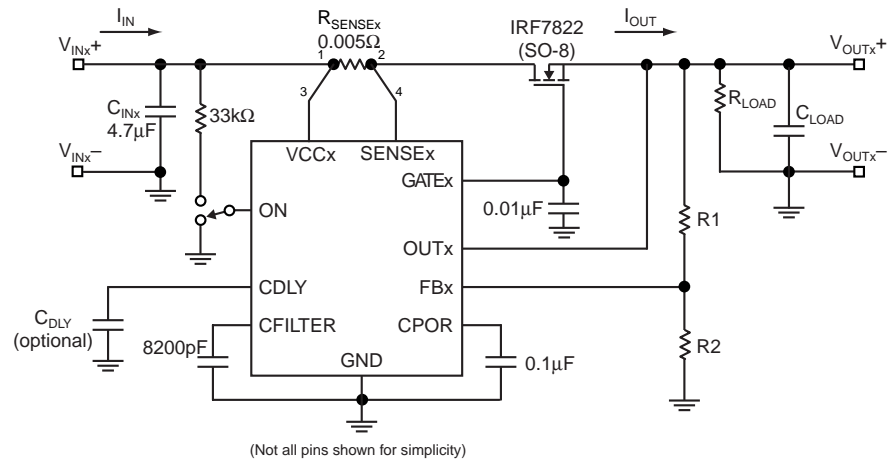 I_IN
R_SENSEx
0.005Ω
IRF7822
(SO-8)
I_OUT
V_INx+
1
2
V_OUTx+
3
4
C_INx
4.7µF
33kΩ
R_LOAD
C_LOAD
V_INx–
VCCx
SENSEx
V_OUTx–
GATEx
ON
0.01µF
R1
OUTx
CDLY
FBx
C_DLY
(optional)
CFILTER
CPOR
8200pF
GND
0.1µF
R2
(Not all pins shown for simplicity)